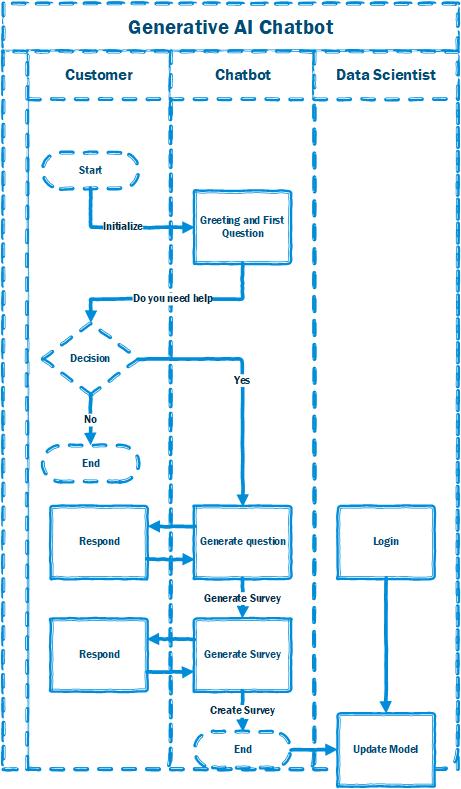 Generative AI Chatbot
Customer
Chatbot
Data Scientist
Start
Initialize
Greeting and First
Question
Do you need help
Decision
Yes
No
End
Respond
Generate question
Login
Generate Survey
Respond
Generate Survey
Create Survey
End
Update Model